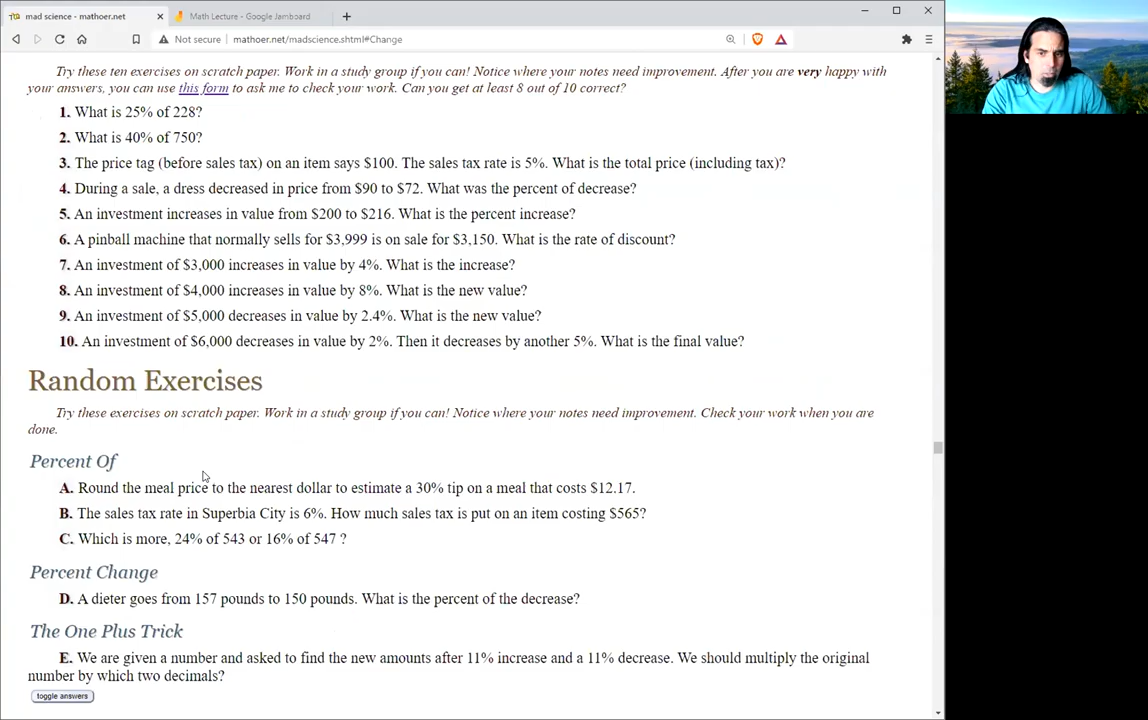 mad science - mathoer.net
Math Lecture - Google Jamboard
Not secure mathoer.net/madscience.shtml#Change
Try these ten exercises on scratch paper. Work in a study group if you can! Notice where your notes need improvement. After you are very happy with
your answers, you can use this form to ask me to check your work. Can you get at least 8 out of 10 correct?
1. What is 25% of 228?
2. What is 40% of 750?
3. The price tag (before sales tax) on an item says $100. The sales tax rate is 5%. What is the total price (including tax)?
4. During a sale, a dress decreased in price from $90 to $72. What was the percent of decrease?
5. An investment increases in value from $200 to $216. What is the percent increase?
6. A pinball machine that normally sells for $3,999 is on sale for $3,150. What is the rate of discount?
7. An investment of $3,000 increases in value by 4%. What is the increase?
8. An investment of $4,000 increases in value by 8%. What is the new value?
9. An investment of $5,000 decreases in value by 2.4%. What is the new value?
10. An investment of $6,000 decreases in value by 2%. Then it decreases by another 5%. What is the final value?
Random Exercises
Try these exercises on scratch paper. Work in a study group if you can! Notice where your notes need improvement. Check your work when you are
done.
Percent Of
A. Round the meal price to the nearest dollar to estimate a 30% tip on a meal that costs $12.17.
B. The sales tax rate in Superbia City is 6%. How much sales tax is put on an item costing $565?
C. Which is more, 24% of 543 or 16% of 547 ?
Percent Change
D. A dieter goes from 157 pounds to 150 pounds. What is the percent of the decrease?
The One Plus Trick
E. We are given a number and asked to find the new amounts after 11% increase and a 11% decrease. We should multiply the original
number by which two decimals?
toggle answers